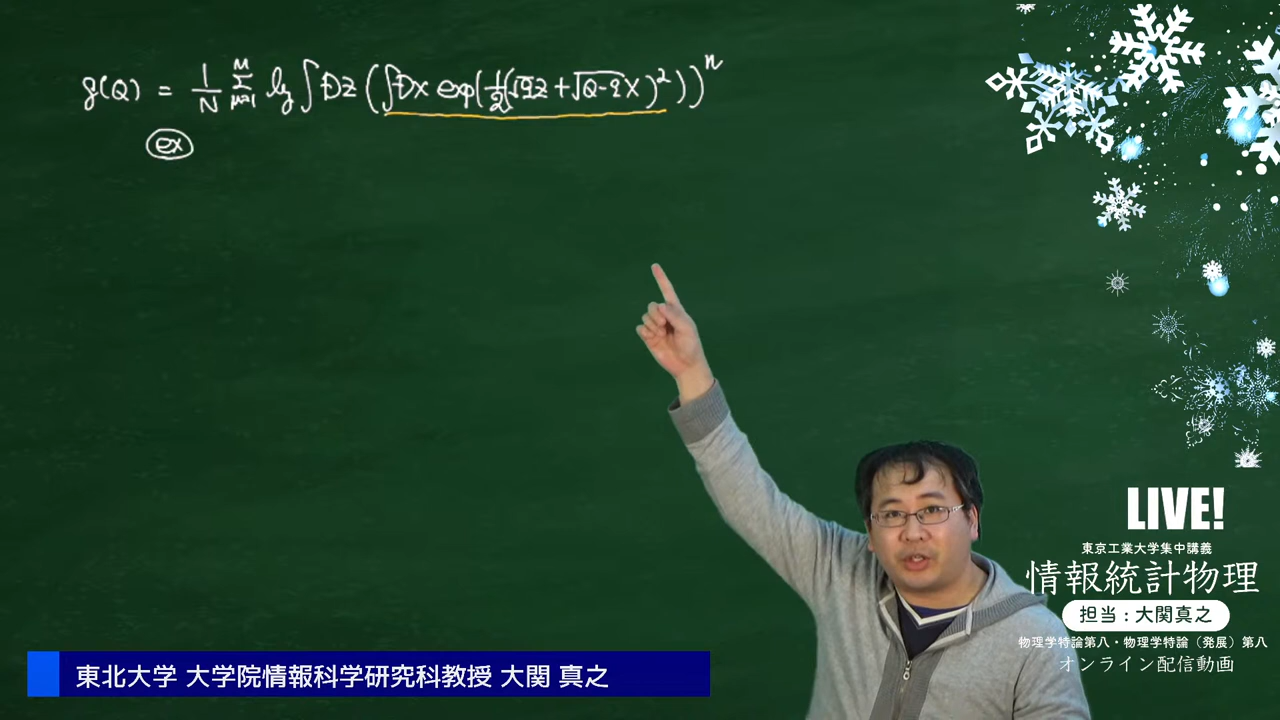 g(Q) = 1/N Σ_{μ=1}^{M} log ∫Dz (∫Dx exp(1/2(√q z + √Q-q x)²))ⁿ
ex
LIVE!
東京工業大学集中講義
情報統計物理
担当：大関真之
物理学特論第八・物理学特論（発展）第八
オンライン配信動画
東北大学 大学院情報科学研究科教授 大関 真之